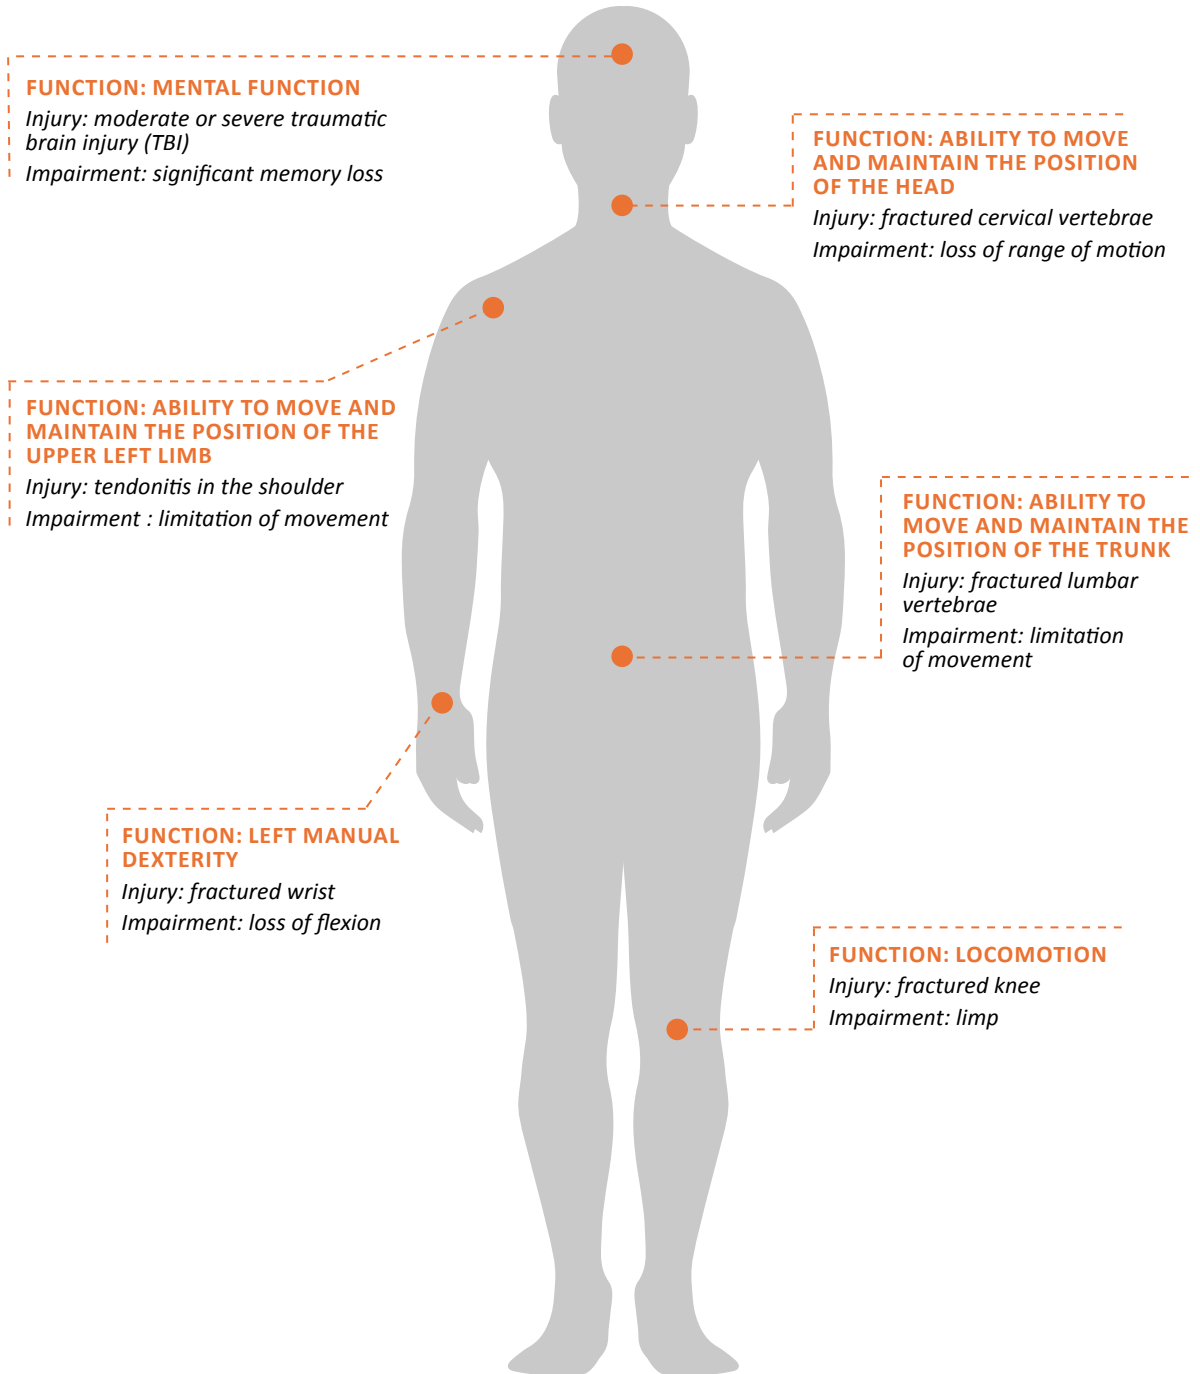 FUNCTION: MENTAL FUNCTION
Injury: moderate or severe traumatic
brain injury (TBI)
Impairment: significant memory loss
FUNCTION: ABILITY TO MOVE
AND MAINTAIN THE POSITION
OF THE HEAD
Injury: fractured cervical vertebrae
Impairment: loss of range of motion
FUNCTION: ABILITY TO MOVE AND
MAINTAIN THE POSITION OF THE
UPPER LEFT LIMB
Injury: tendonitis in the shoulder
Impairment : limitation of movement
FUNCTION: ABILITY TO
MOVE AND MAINTAIN THE
POSITION OF THE TRUNK
Injury: fractured lumbar
vertebrae
Impairment: limitation
of movement
FUNCTION: LEFT MANUAL
DEXTERITY
Injury: fractured wrist
Impairment: loss of flexion
FUNCTION: LOCOMOTION
Injury: fractured knee
Impairment: limp